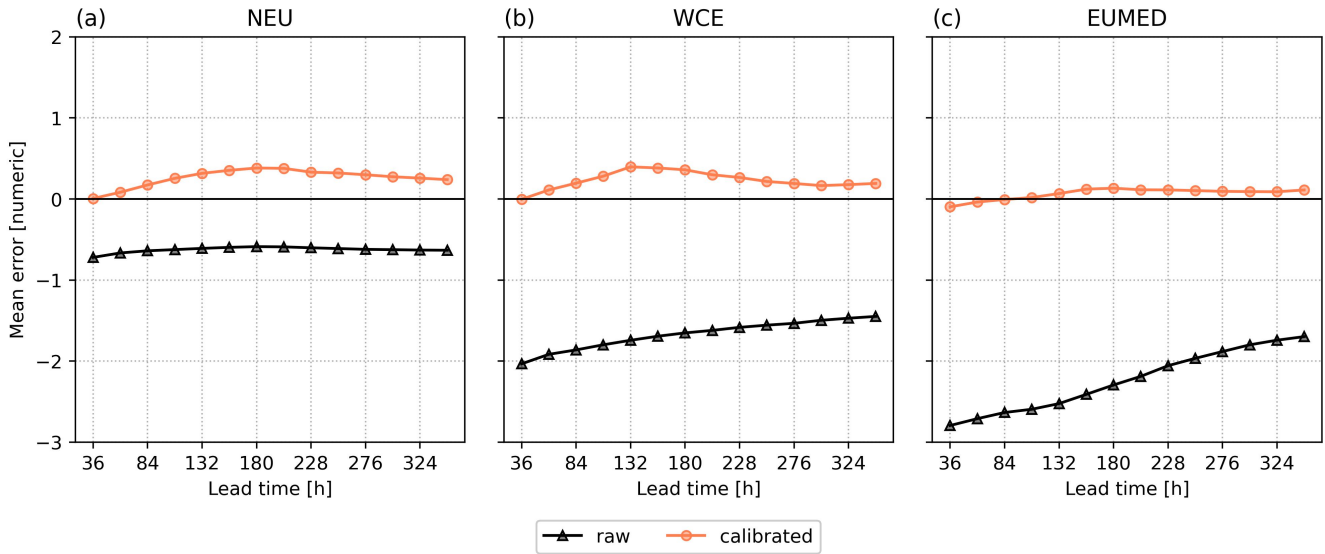 (a) NEU
(b) WCE
(c) EUMED
Mean error [numeric]
2
1
0
−1
−2
−3
36 84 132 180 228 276 324
36 84 132 180 228 276 324
36 84 132 180 228 276 324
Lead time [h]
Lead time [h]
Lead time [h]
raw calibrated